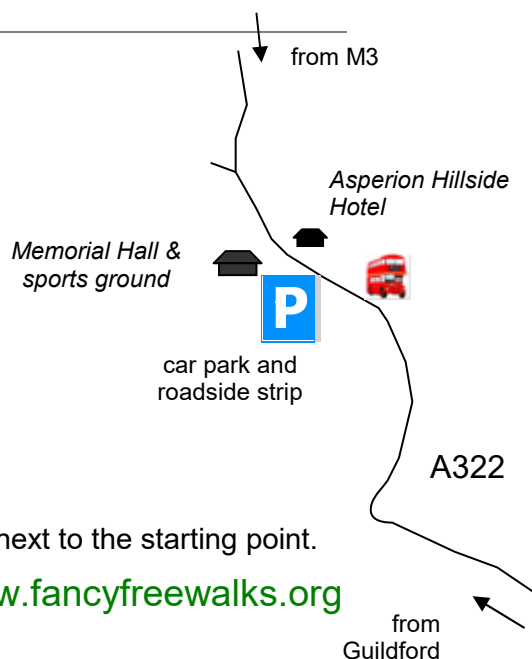 from M3
Asperion Hillside
Hotel
Memorial Hall &
sports ground
P
car park and
roadside strip
A322
next to the starting point.
w.fancyfreewalks.org
from
Guildford